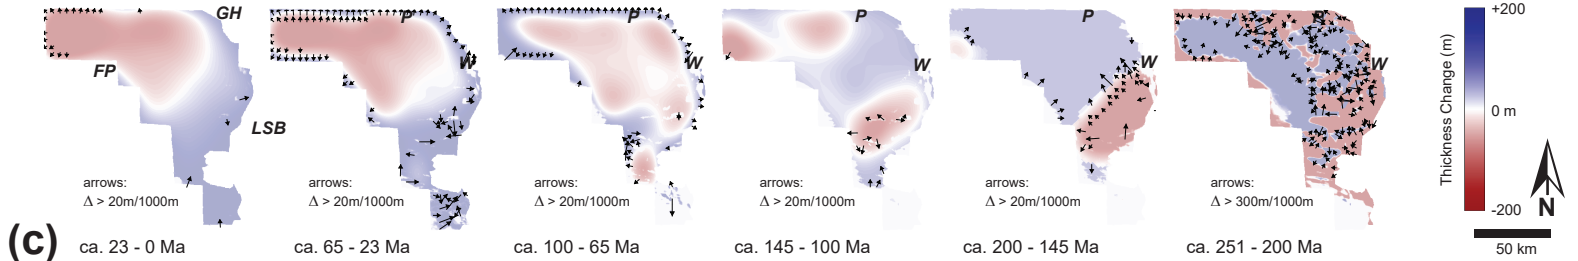 GH
FP
LSB
arrows:
Δ > 20m/1000m
ca. 23 - 0 Ma
P
W
arrows:
Δ > 20m/1000m
ca. 65 - 23 Ma
P
W
arrows:
Δ > 20m/1000m
ca. 100 - 65 Ma
P
W
arrows:
Δ > 20m/1000m
ca. 145 - 100 Ma
P
W
arrows:
Δ > 20m/1000m
ca. 200 - 145 Ma
P
W
arrows:
Δ > 300m/1000m
ca. 251 - 200 Ma
(c)
Thickness Change (m)
+200
0 m
-200
N
50 km